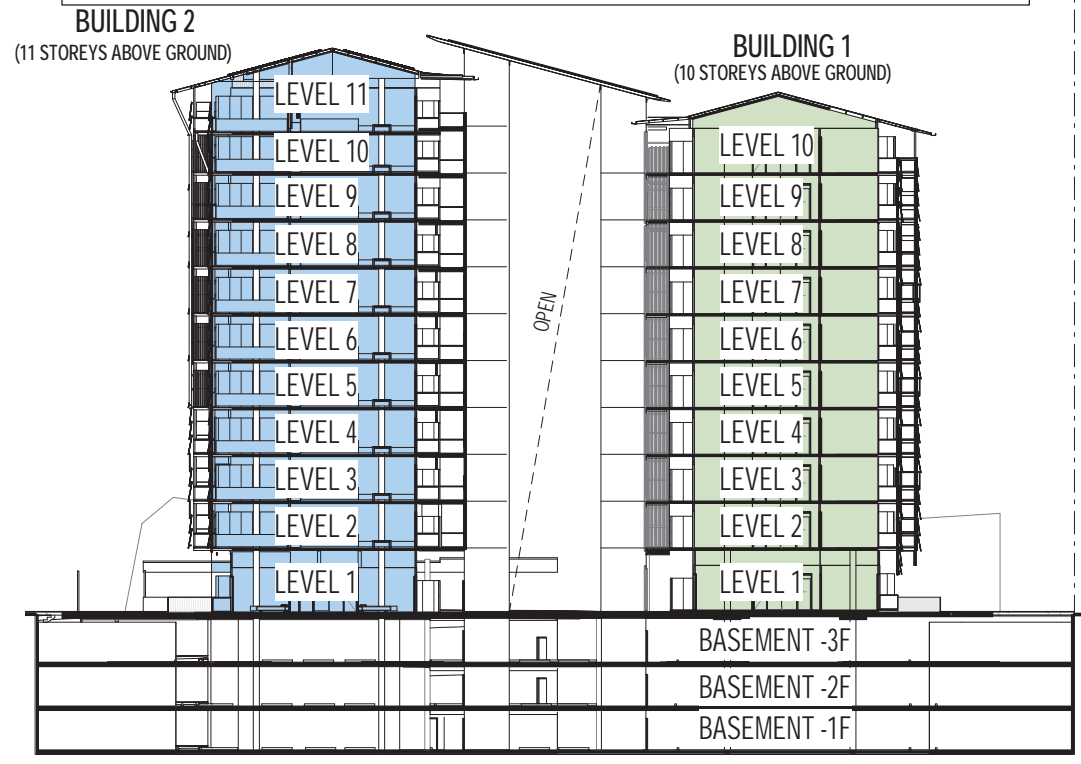 BUILDING 2
(11 STOREYS ABOVE GROUND)
LEVEL 11
LEVEL 10
LEVEL 9
LEVEL 8
LEVEL 7
LEVEL 6
LEVEL 5
LEVEL 4
LEVEL 3
LEVEL 2
LEVEL 1
OPEN
BUILDING 1
(10 STOREYS ABOVE GROUND)
LEVEL 10
LEVEL 9
LEVEL 8
LEVEL 7
LEVEL 6
LEVEL 5
LEVEL 4
LEVEL 3
LEVEL 2
LEVEL 1
BASEMENT -3F
BASEMENT -2F
BASEMENT -1F